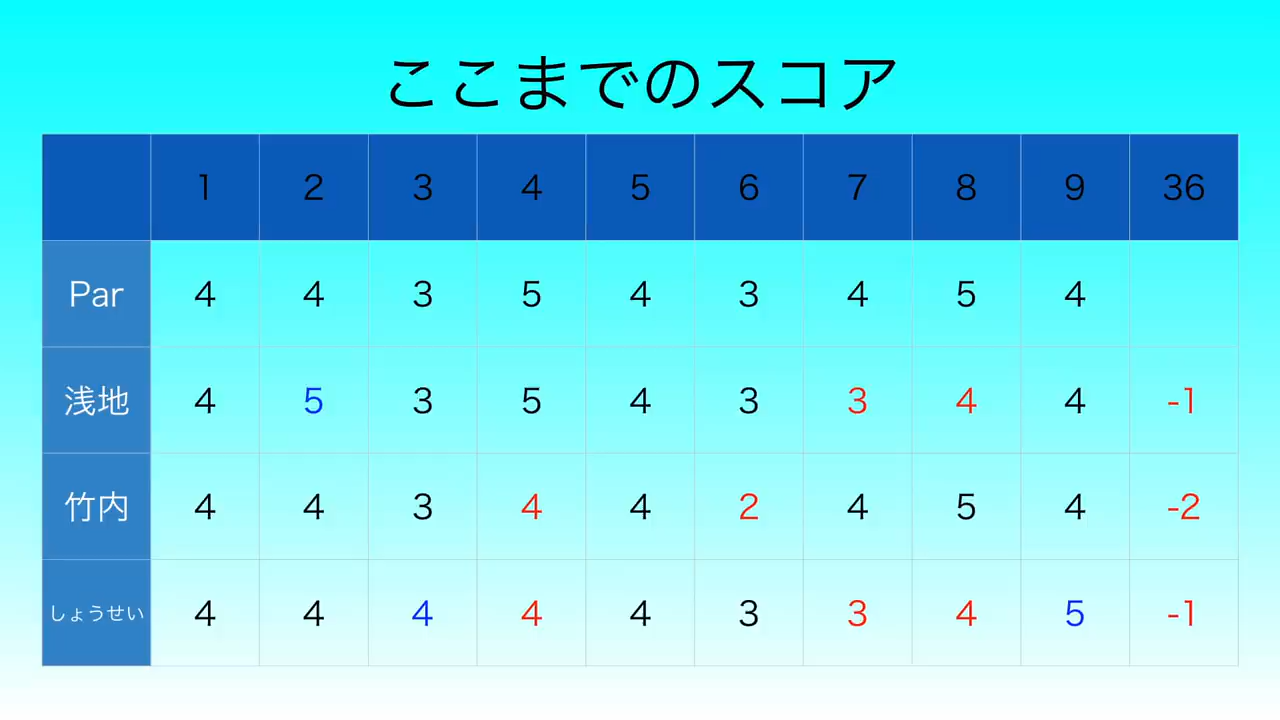 ここまでのスコア
1 2 3 4 5 6 7 8 9 36
Par 4 4 3 5 4 3 4 5 4
浅地 4 5 3 5 4 3 3 4 4 -1
竹内 4 4 3 4 4 2 4 5 4 -2
しょうせい 4 4 4 4 4 3 3 4 5 -1